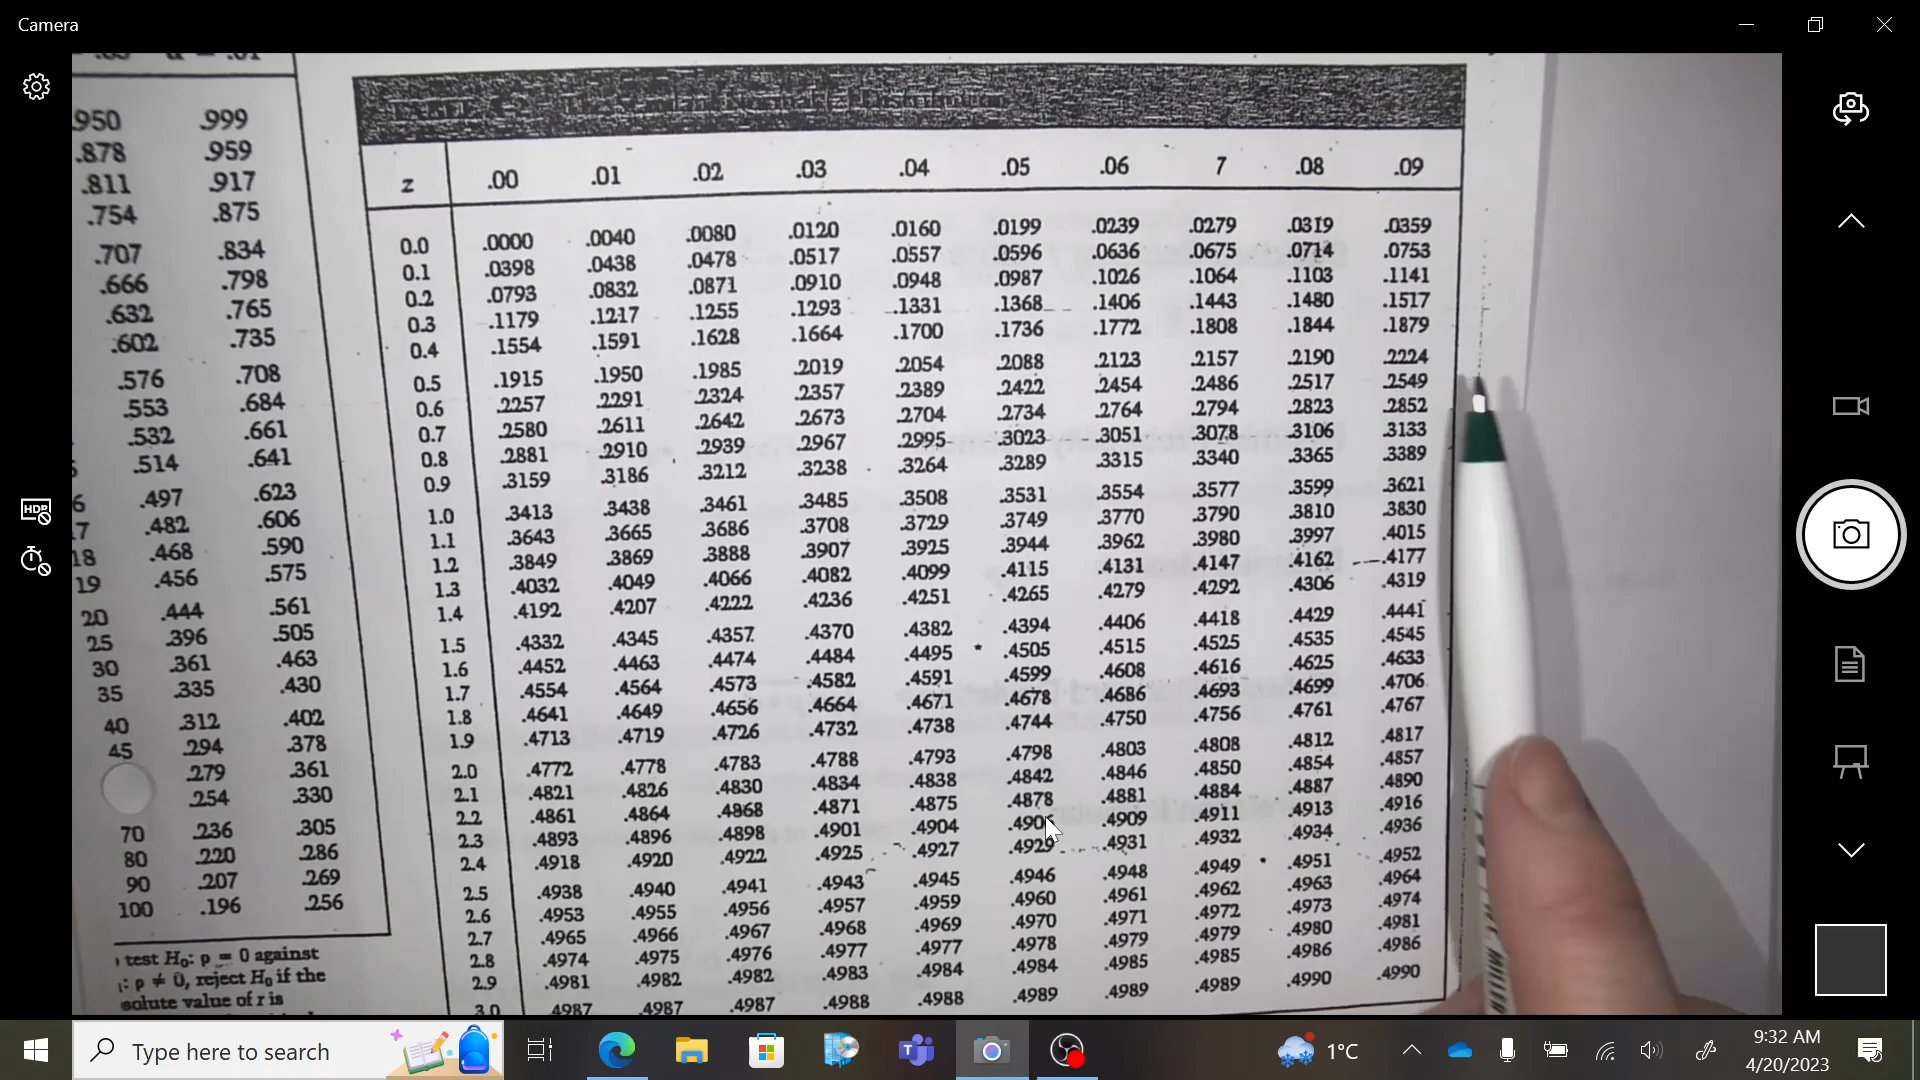 Camera
.950 .999
.878 .959
.811 .917
.754 .875
.707 .834
.666 .798
.632 .765
.602 .735
.576 .708
.553 .684
.532 .661
.514 .641
.497 .623
.482 .606
18 .468 .590
19 .456 .575
20 .444 .561
25 .396 .505
30 .361 .463
35 .335 .430
40 .312 .402
45 .294 .378
.279 .361
.254 .330
70 .236 .305
80 .220 .286
90 .207 .269
100 .196 .256
test H0: ρ = 0 against
: ρ ≠ 0, reject H0 if the
solute value of r is
z .00 .01 .02 .03 .04 .05 .06 7 .08 .09
0.0 .0000 .0040 .0080 .0120 .0160 .0199 .0239 .0279 .0319 .0359
0.1 .0398 .0438 .0478 .0517 .0557 .0596 .0636 .0675 .0714 .0753
0.2 .0793 .0832 .0871 .0910 .0948 .0987 .1026 .1064 .1103 .1141
0.3 .1179 .1217 .1255 .1293 .1331 .1368 .1406 .1443 .1480 .1517
0.4 .1554 .1591 .1628 .1664 .1700 .1736 .1772 .1808 .1844 .1879
0.5 .1915 .1950 .1985 .2019 .2054 .2088 .2123 .2157 .2190 .2224
0.6 .2257 .2291 .2324 .2357 .2389 .2422 .2454 .2486 .2517 .2549
0.7 .2580 .2611 .2642 .2673 .2704 .2734 .2764 .2794 .2823 .2852
0.8 .2881 .2910 .2939 .2967 .2995 .3023 .3051 .3078 .3106 .3133
0.9 .3159 .3186 .3212 .3238 .3264 .3289 .3315 .3340 .3365 .3389
1.0 .3413 .3438 .3461 .3485 .3508 .3531 .3554 .3577 .3599 .3621
1.1 .3643 .3665 .3686 .3708 .3729 .3749 .3770 .3790 .3810 .3830
1.2 .3849 .3869 .3888 .3907 .3925 .3944 .3962 .3980 .3997 .4015
1.3 .4032 .4049 .4066 .4082 .4099 .4115 .4131 .4147 .4162 .4177
1.4 .4192 .4207 .4222 .4236 .4251 .4265 .4279 .4292 .4306 .4319
1.5 .4332 .4345 .4357 .4370 .4382 .4394 .4406 .4418 .4429 .4441
1.6 .4452 .4463 .4474 .4484 .4495 .4505 .4515 .4525 .4535 .4545
1.7 .4554 .4564 .4573 .4582 .4591 .4599 .4608 .4616 .4625 .4633
1.8 .4641 .4649 .4656 .4664 .4671 .4678 .4686 .4693 .4699 .4706
1.9 .4713 .4719 .4726 .4732 .4738 .4744 .4750 .4756 .4761 .4767
2.0 .4772 .4778 .4783 .4788 .4793 .4798 .4803 .4808 .4812 .4817
2.1 .4821 .4826 .4830 .4834 .4838 .4842 .4846 .4850 .4854 .4857
2.2 .4861 .4864 .4868 .4871 .4875 .4878 .4881 .4884 .4887 .4890
2.3 .4893 .4896 .4898 .4901 .4904 .4906 .4909 .4911 .4913 .4916
2.4 .4918 .4920 .4922 .4925 .4927 .4929 .4931 .4932 .4934 .4936
2.5 .4938 .4940 .4941 .4943 .4945 .4946 .4948 .4949 .4951 .4952
2.6 .4953 .4955 .4956 .4957 .4959 .4960 .4961 .4962 .4963 .4964
2.7 .4965 .4966 .4967 .4968 .4969 .4970 .4971 .4972 .4973 .4974
2.8 .4974 .4975 .4976 .4977 .4977 .4978 .4979 .4979 .4980 .4981
2.9 .4981 .4982 .4982 .4983 .4984 .4984 .4985 .4985 .4986 .4986
3.0 .4987 .4987 .4987 .4988 .4988 .4989 .4989 .4989 .4990 .4990
Type here to search
1°C
9:32 AM
4/20/2023